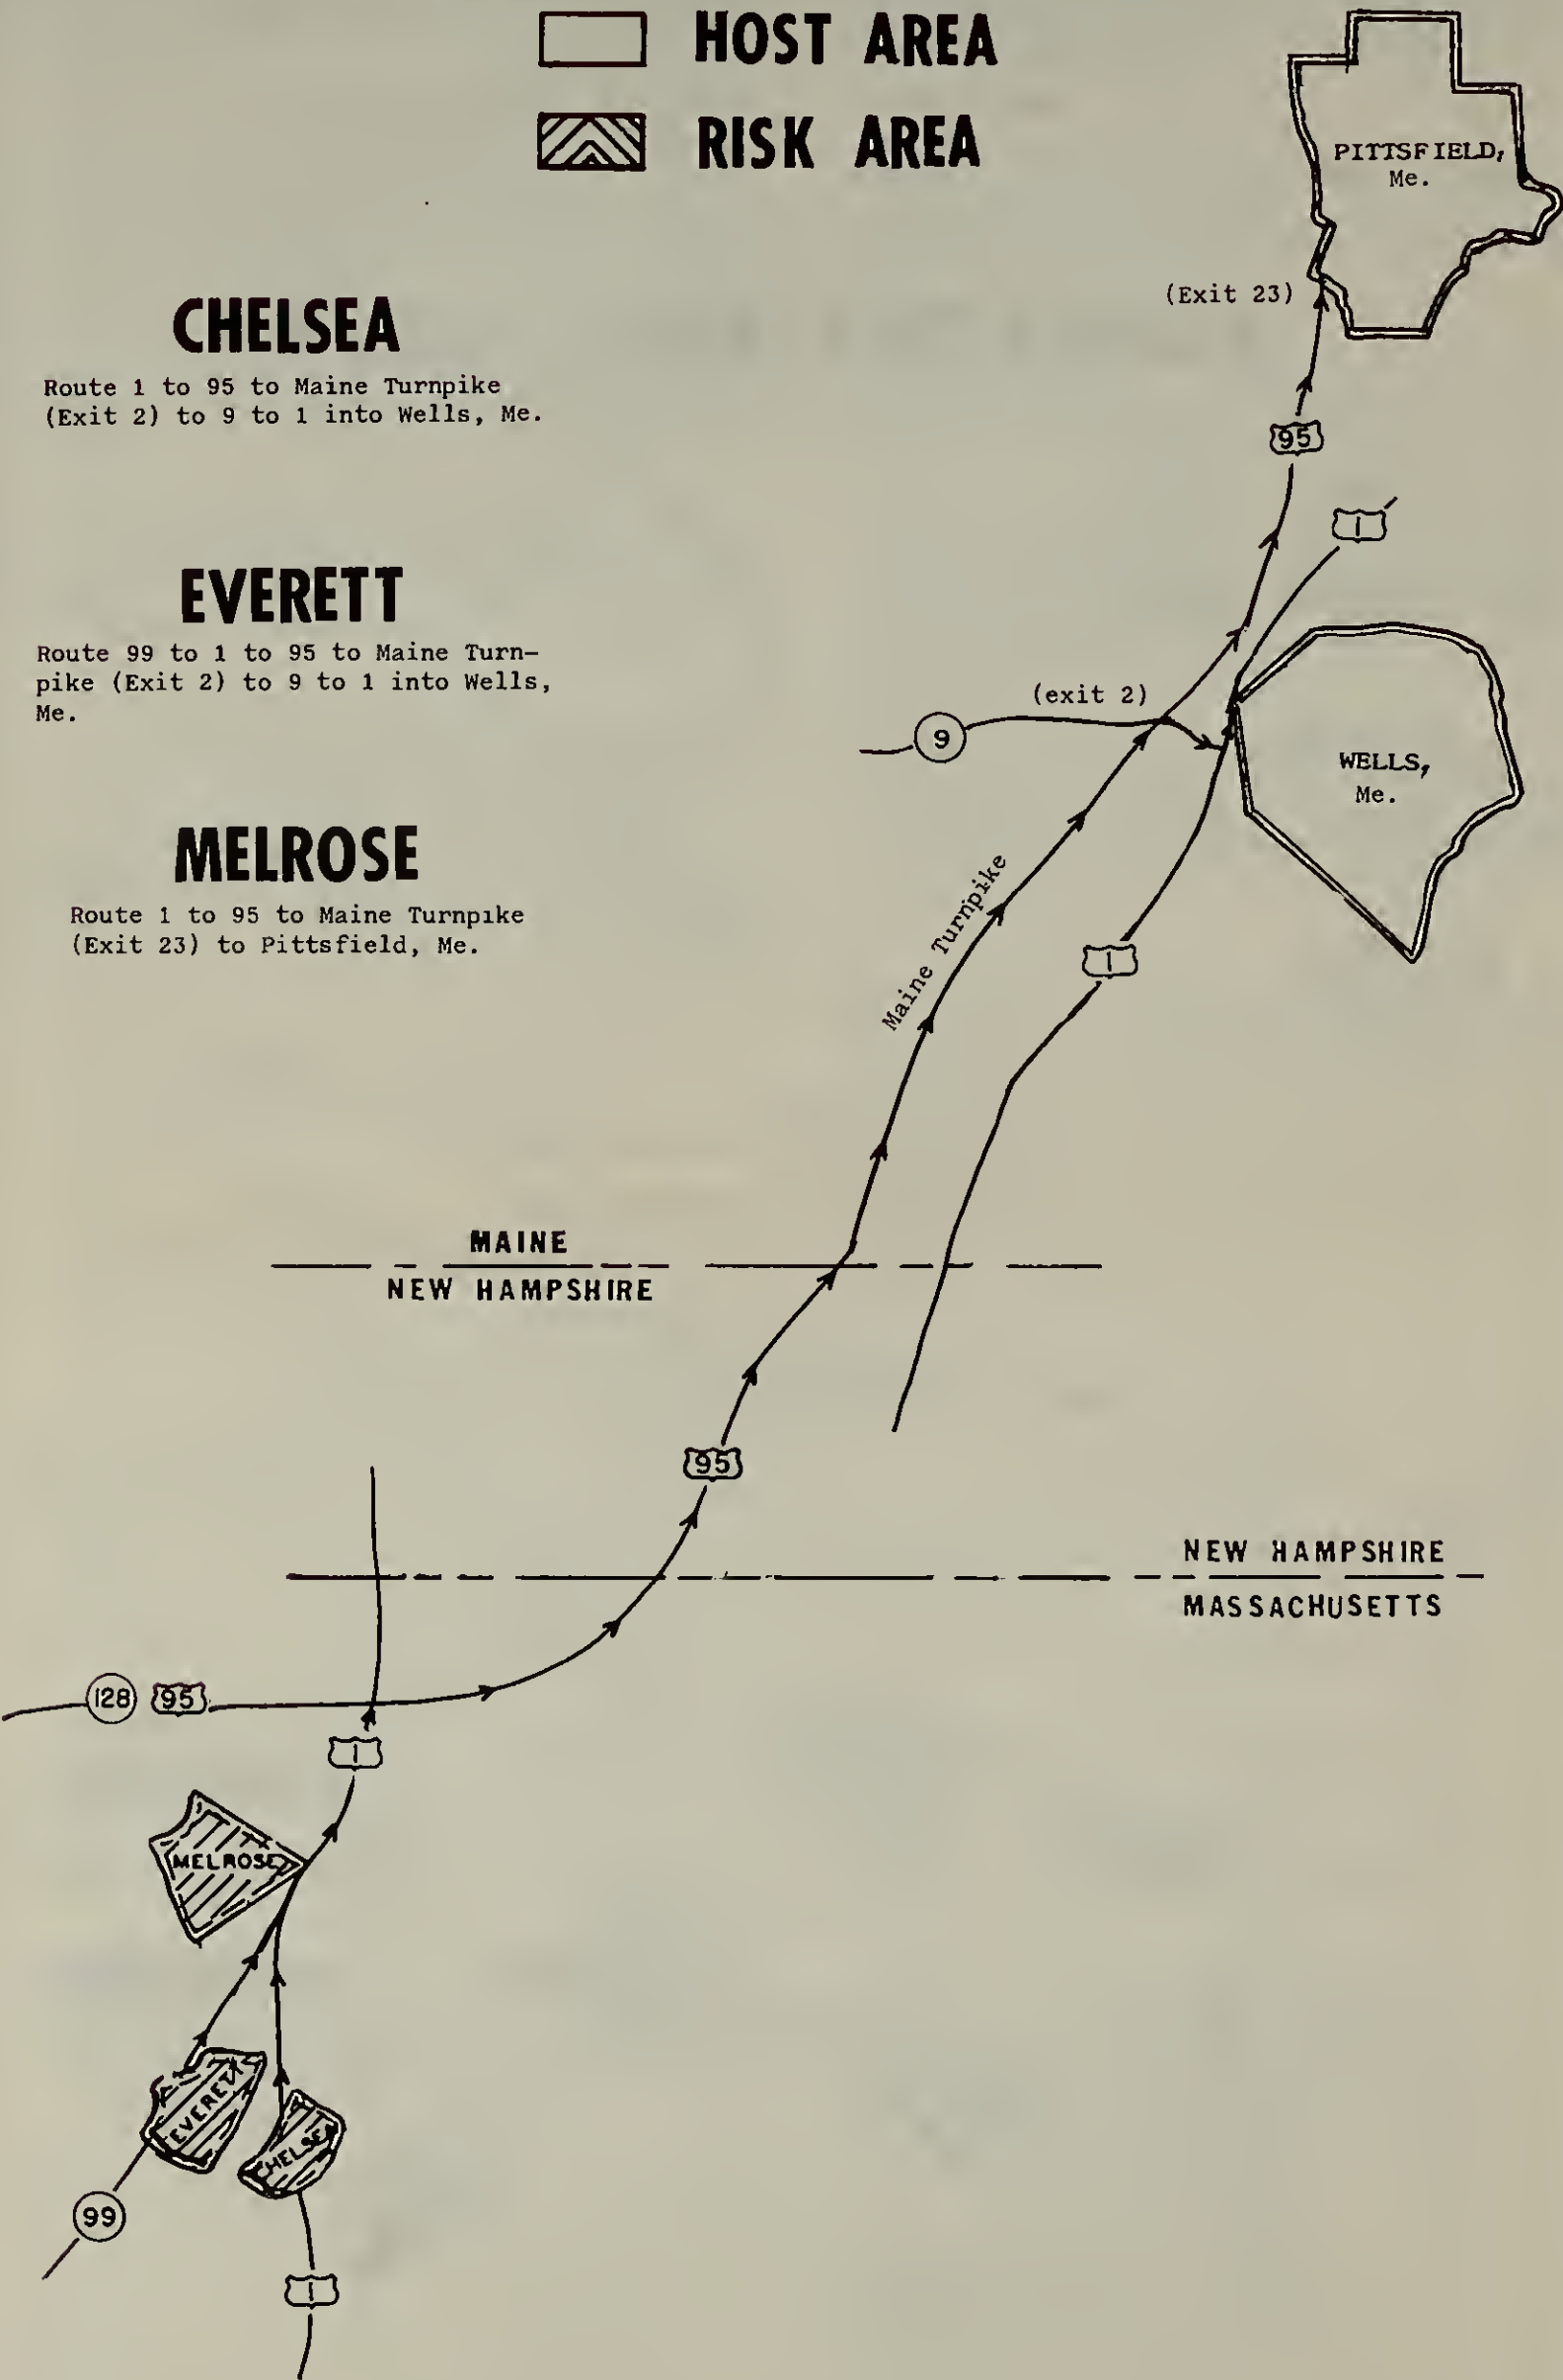 HOST AREA
RISK AREA
PITTSFIELD,
Me.
(Exit 23)
CHELSEA
Route 1 to 95 to Maine Turnpike
(Exit 2) to 9 to 1 into Wells, Me.
95
1
EVERETT
Route 99 to 1 to 95 to Maine Turn-
pike (Exit 2) to 9 to 1 into Wells,
Me.
(exit 2)
9
WELLS,
Me.
MELROSE
Route 1 to 95 to Maine Turnpike
(Exit 23) to Pittsfield, Me.
Maine Turnpike
1
MAINE
NEW HAMPSHIRE
95
NEW HAMPSHIRE
MASSACHUSETTS
128 95
1
MELROSE
EVERETT
CHELSEA
99
1